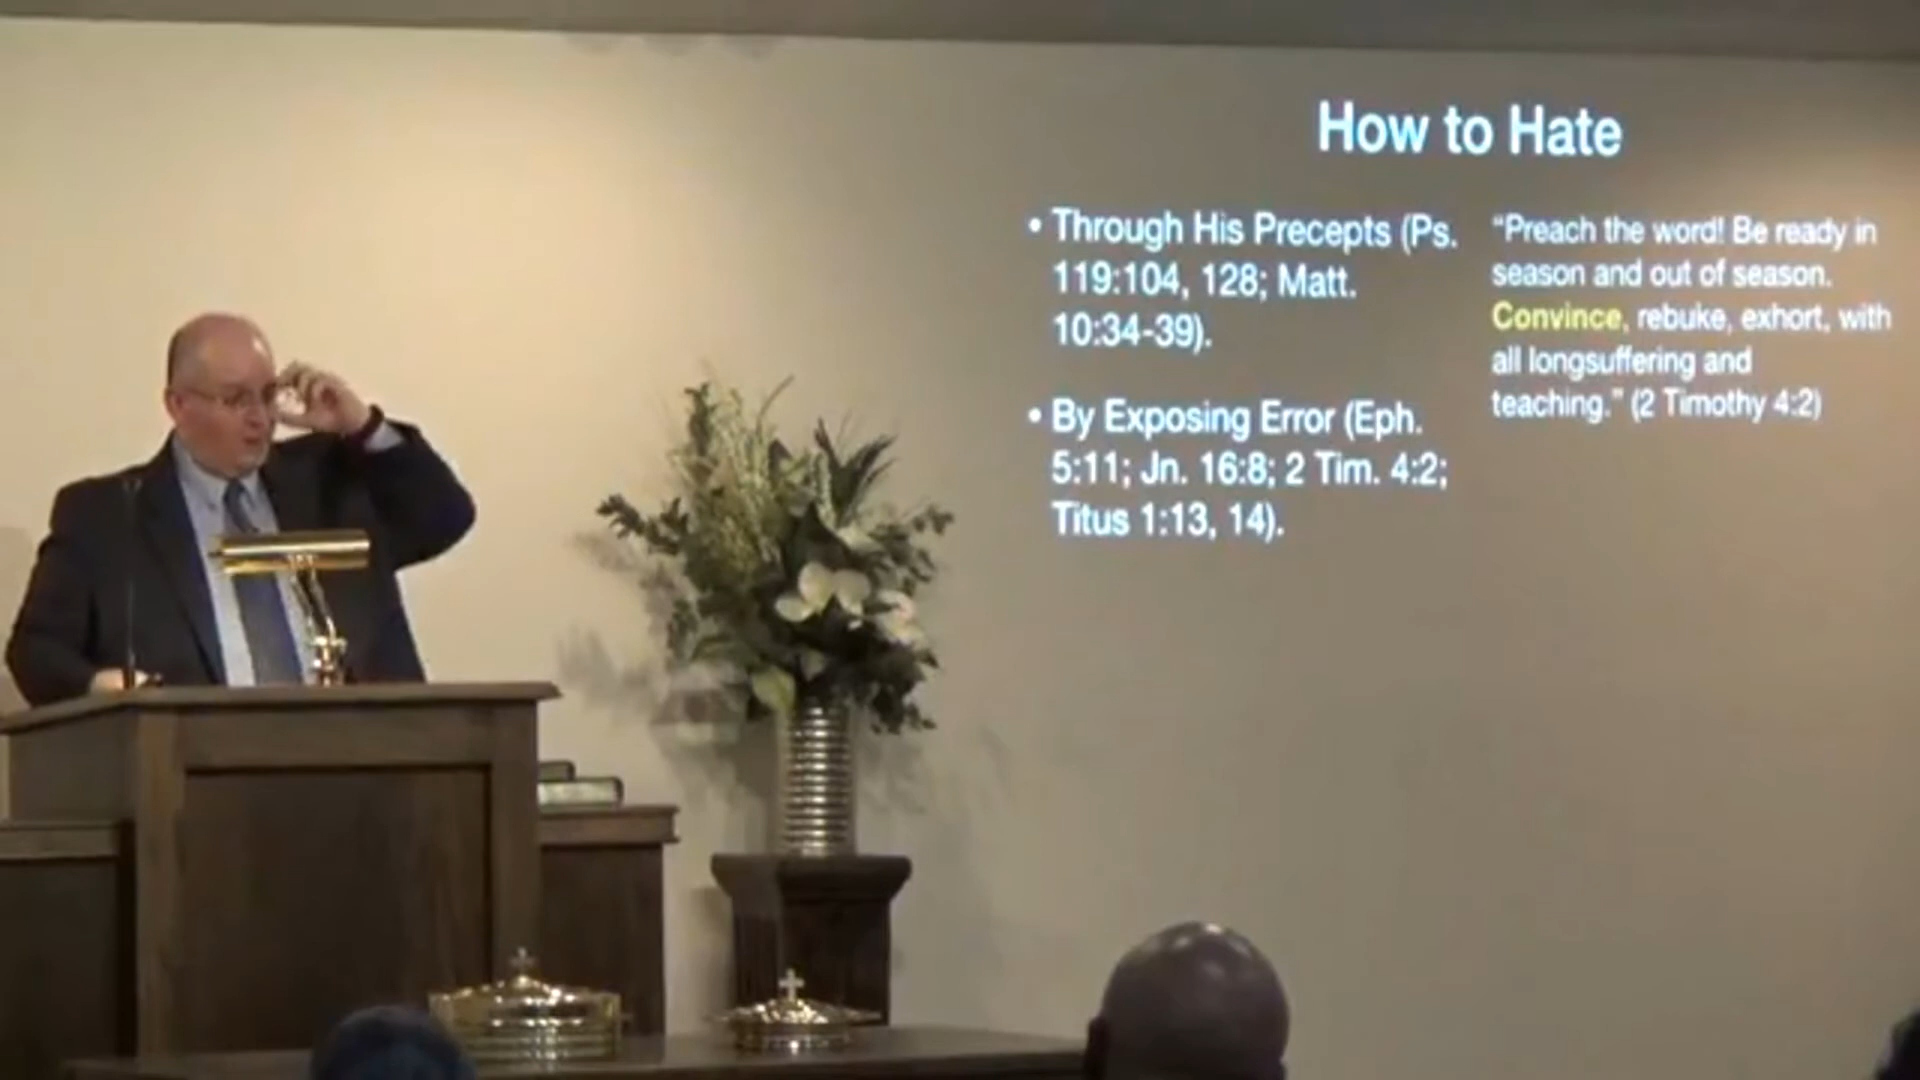 How to Hate
• Through His Precepts (Ps.
119:104, 128; Matt.
10:34-39).
• By Exposing Error (Eph.
5:11; Jn. 16:8; 2 Tim. 4:2;
Titus 1:13, 14).
“Preach the word! Be ready in
season and out of season.
Convince, rebuke, exhort, with
all longsuffering and
teaching.” (2 Timothy 4:2)